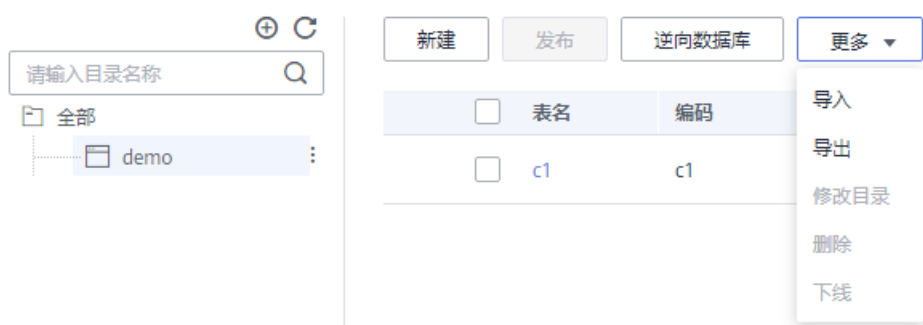 请输入目录名称
全部
demo
新建 发布 逆向数据库 更多
表名 编码
c1 c1
导入
导出
修改目录
删除
下线